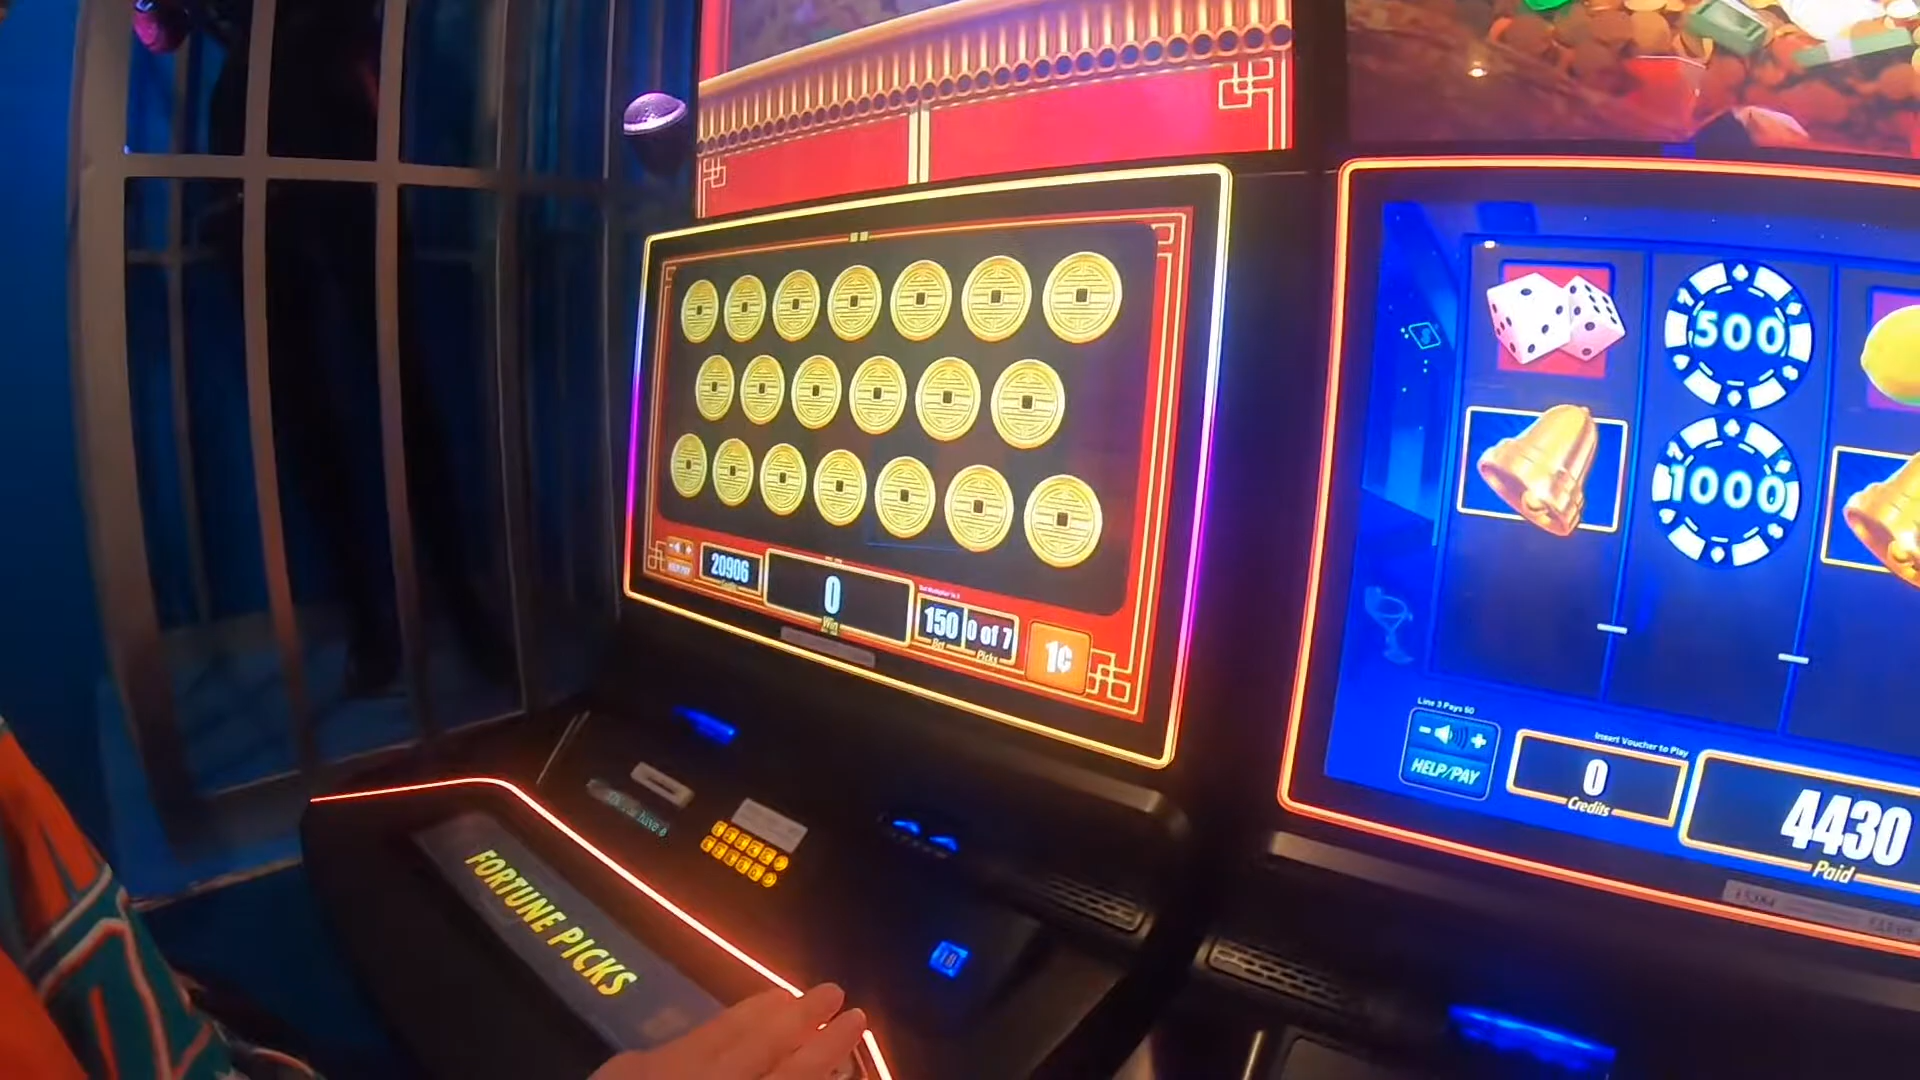 500
1000
HELP/PAY
20906
0
Win
150
Bet
0 of 7
Picks
1¢
Line 3 Pays 60
HELP/PAY
Insert Voucher to Play
0
Credits
4430
Paid
FORTUNE PICKS